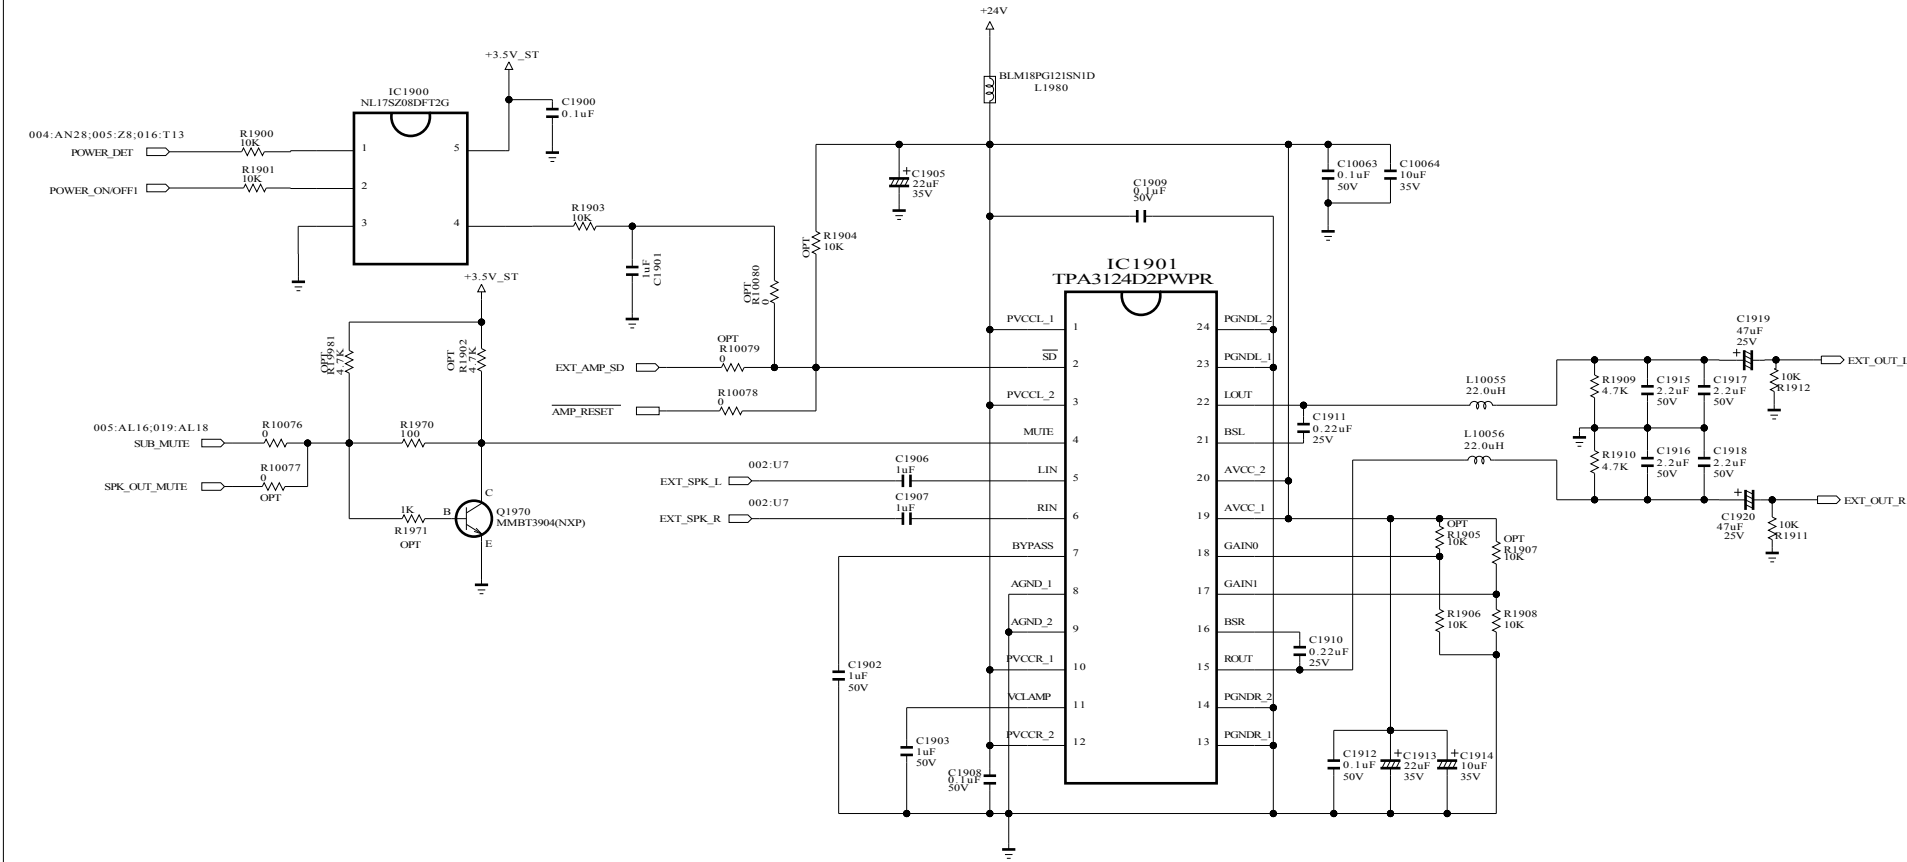 +24V
BLM18PG121SN1D
L1980
+3.5V_ST
IC1900
NL17SZ08DFT2G
C1900
0.1uF
004:AN28;005:Z8;016:T13
POWER_DET
R1900
10K
1
5
POWER_ON/OFF1
R1901
10K
2
3
4
R1903
10K
1uF
C1901
OPT
R10080
0
OPT
R1904
10K
C1905
22uF
35V
C1909
0.1uF
50V
C10063
0.1uF
50V
C10064
10uF
35V
+3.5V_ST
OPT
R19981
4.7K
OPT
R1902
4.7K
EXT_AMP_SD
OPT
R10079
0
AMP_RESET
R10078
0
005:AL16;019:AL18
SUB_MUTE
R10076
0
R1970
100
SPK_OUT_MUTE
R10077
0
OPT
1K
R1971
OPT
B
C
E
Q1970
MMBT3904(NXP)
002:U7
EXT_SPK_L
C1906
1uF
002:U7
EXT_SPK_R
C1907
1uF
IC1901
TPA3124D2PWPR
PVCCL_1
1
24
PGNDL_2
SD
2
23
PGNDL_1
PVCCL_2
3
22
LOUT
MUTE
4
21
BSL
LIN
5
20
AVCC_2
RIN
6
19
AVCC_1
BYPASS
7
18
GAIN0
AGND_1
8
17
GAIN1
AGND_2
9
16
BSR
PVCCR_1
10
15
ROUT
VCLAMP
11
14
PGNDR_2
PVCCR_2
12
13
PGNDR_1
C1902
1uF
50V
C1903
1uF
50V
C1908
0.1uF
50V
C1911
0.22uF
25V
L10055
22.0uH
L10056
22.0uH
OPT
R1905
10K
OPT
R1907
10K
R1906
10K
R1908
10K
C1910
0.22uF
25V
C1912
0.1uF
50V
C1913
22uF
35V
C1914
10uF
35V
R1909
4.7K
C1915
2.2uF
50V
C1917
2.2uF
50V
R1910
4.7K
C1916
2.2uF
50V
C1918
2.2uF
50V
C1919
47uF
25V
EXT_OUT_L
10K
R1912
C1920
47uF
25V
EXT_OUT_R
10K
R1911